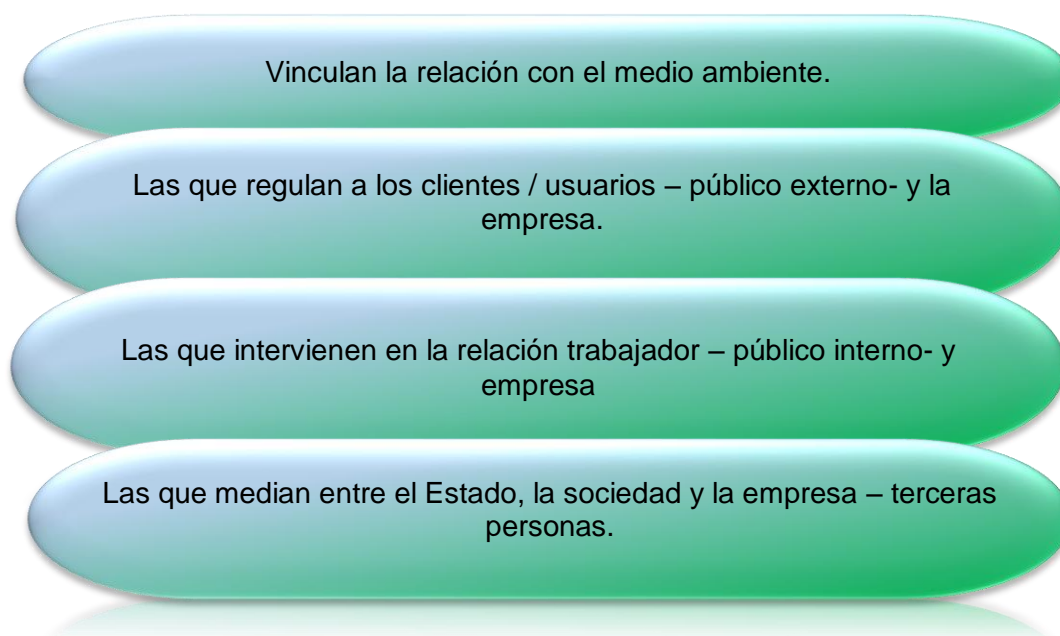 Vinculan la relación con el medio ambiente.
Las que regulan a los clientes / usuarios – público externo- y la
empresa.
Las que intervienen en la relación trabajador – público interno- y
empresa
Las que median entre el Estado, la sociedad y la empresa – terceras
personas.